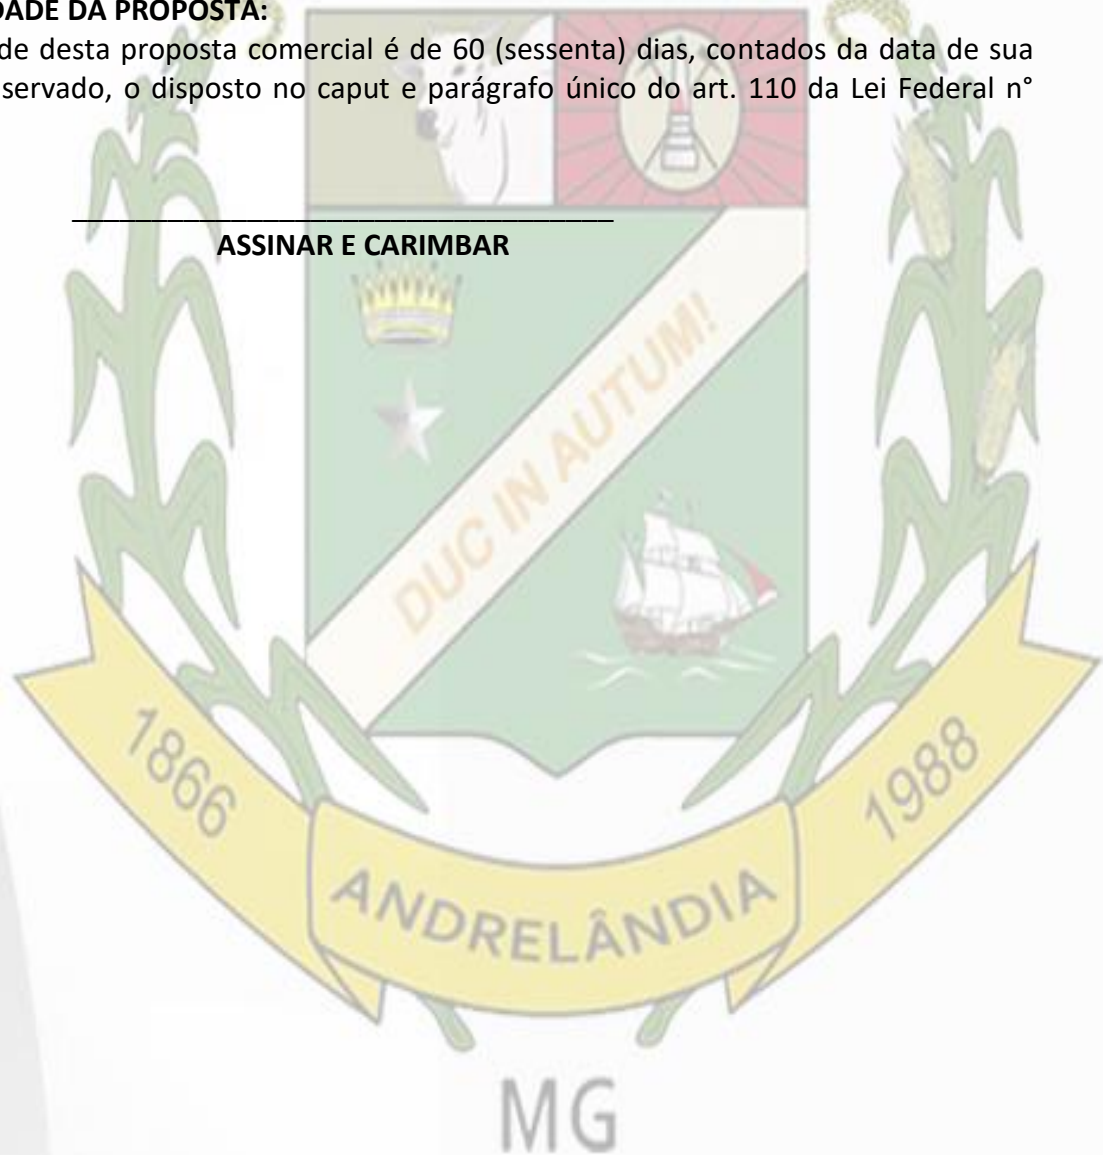 DADE DA PROPOSTA:
de desta proposta comercial é de 60 (sessenta) dias, contados da data de sua
servado, o disposto no caput e parágrafo único do art. 110 da Lei Federal n°
ASSINAR E CARIMBAR
DUC IN AUTUM!
1866
1988
ANDRELÂNDIA
MG